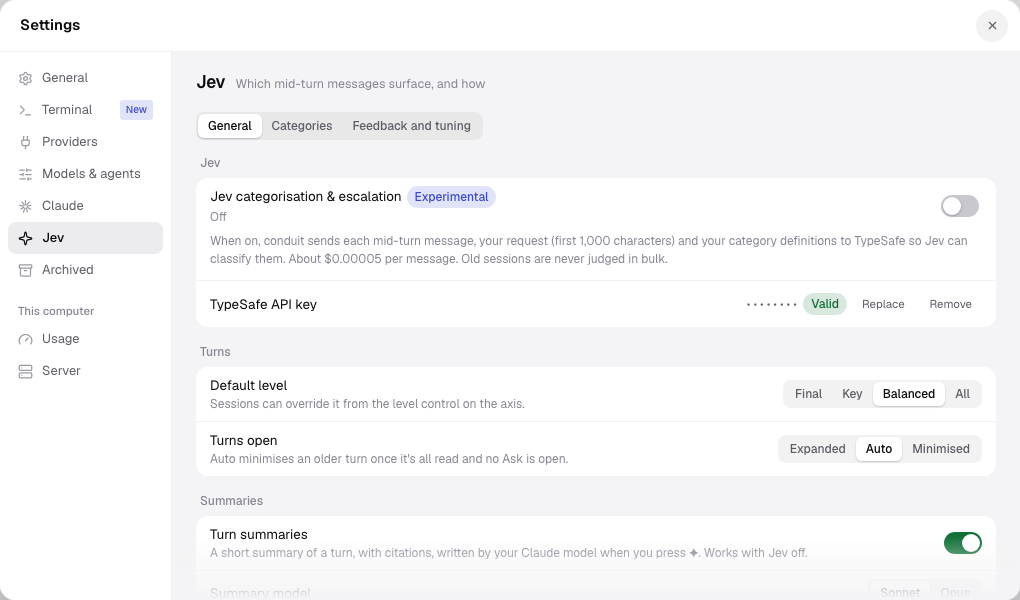 Settings
General
Terminal New
Providers
Models & agents
Claude
Jev
Archived
This computer
Usage
Server
Jev Which mid-turn messages surface, and how
General Categories Feedback and tuning
Jev
Jev categorisation & escalation Experimental
Off
When on, conduit sends each mid-turn message, your request (first 1,000 characters) and your category definitions to TypeSafe so Jev can
classify them. About $0.00005 per message. Old sessions are never judged in bulk.
TypeSafe API key ········ Valid Replace Remove
Turns
Default level Final Key Balanced All
Sessions can override it from the level control on the axis.
Turns open Expanded Auto Minimised
Auto minimises an older turn once it's all read and no Ask is open.
Summaries
Turn summaries
A short summary of a turn, with citations, written by your Claude model when you press ✦. Works with Jev off.
Summary model Sonnet Opus